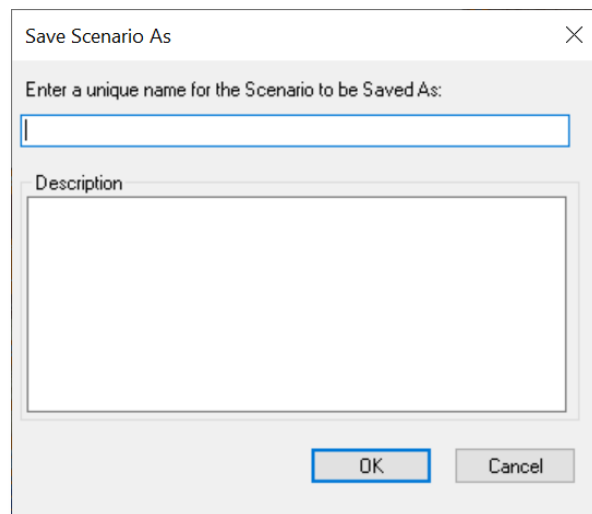 Save Scenario As
Enter a unique name for the Scenario to be Saved As:
Description
OK Cancel